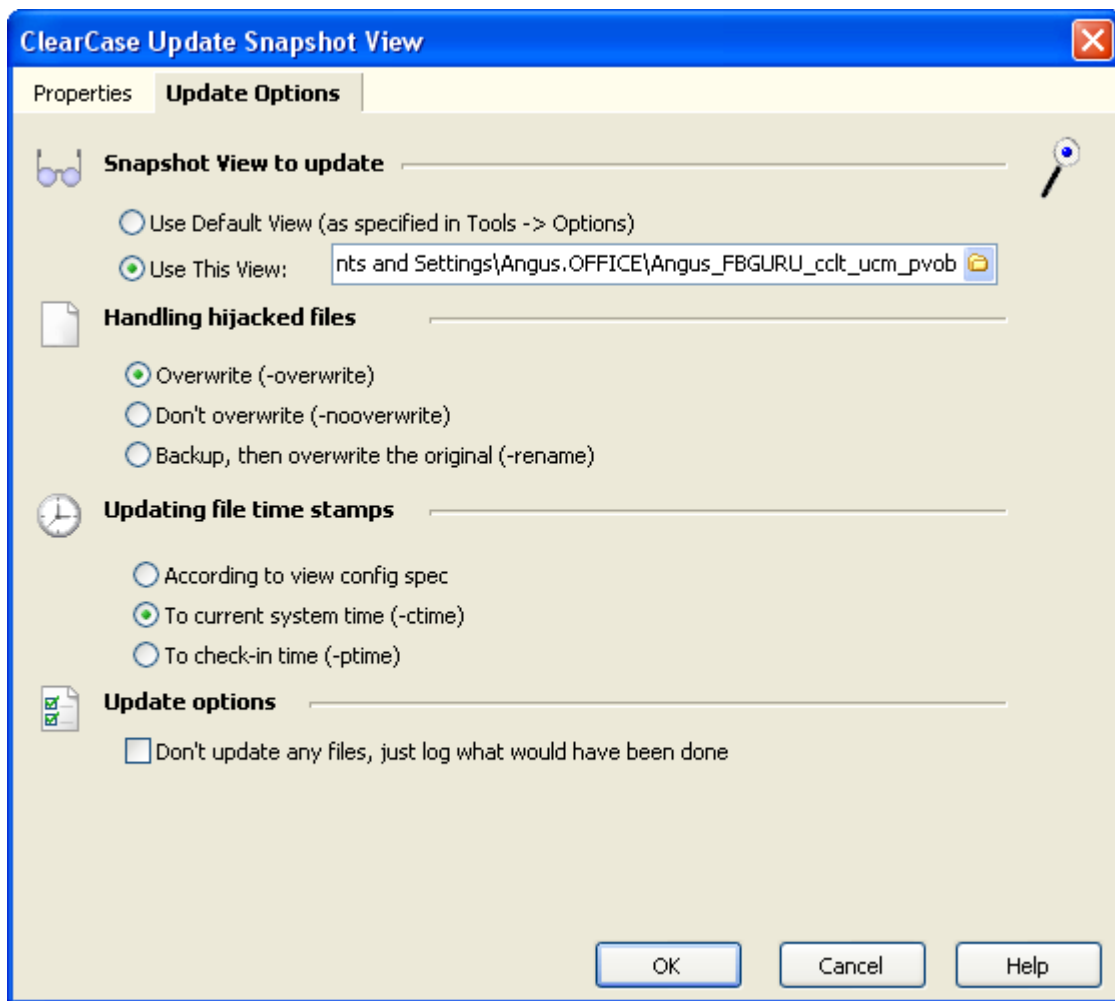 ClearCase Update Snapshot View
Properties Update Options
Snapshot View to update
Use Default View (as specified in Tools -> Options)
Use This View: nts and Settings\Angus.OFFICE\Angus_FBGURU_cclt_ucm_pvob
Handling hijacked files
Overwrite (-overwrite)
Don't overwrite (-nooverwrite)
Backup, then overwrite the original (-rename)
Updating file time stamps
According to view config spec
To current system time (-ctime)
To check-in time (-ptime)
Update options
Don't update any files, just log what would have been done
OK Cancel Help